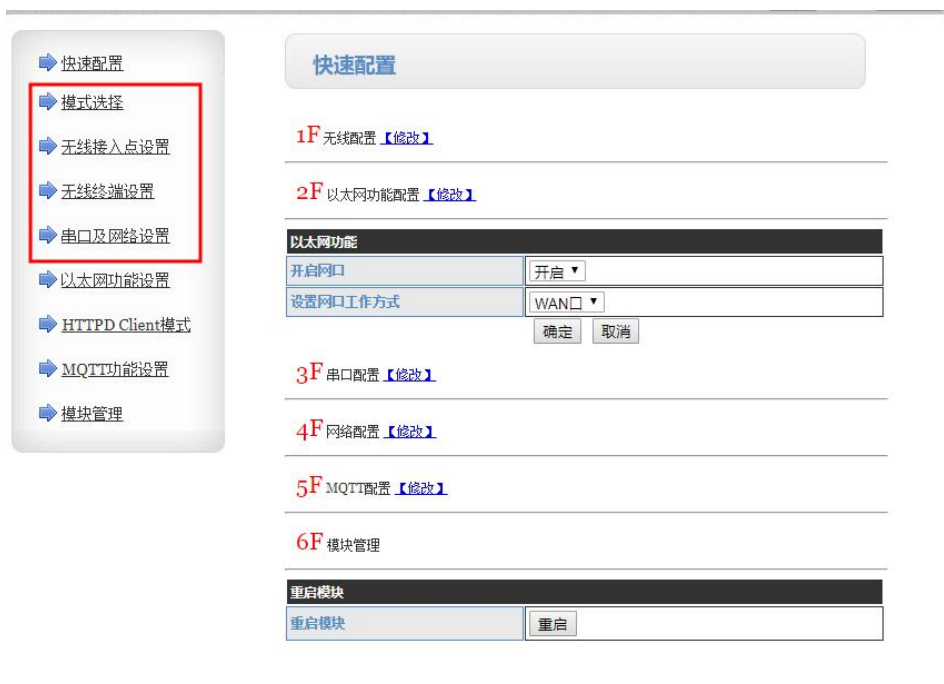 快速配置
模式选择
无线接入点设置
无线终端设置
串口及网络设置
以太网功能设置
HTTPD Client模式
MQTT功能设置
模块管理
快速配置
1F 无线配置 【修改】
2F 以太网功能配置 【修改】
以太网功能
开启网口 开启
设置网口工作方式 WAN口
确定 取消
3F 串口配置 【修改】
4F 网络配置 【修改】
5F MQTT配置 【修改】
6F 模块管理
重启模块
重启模块 重启